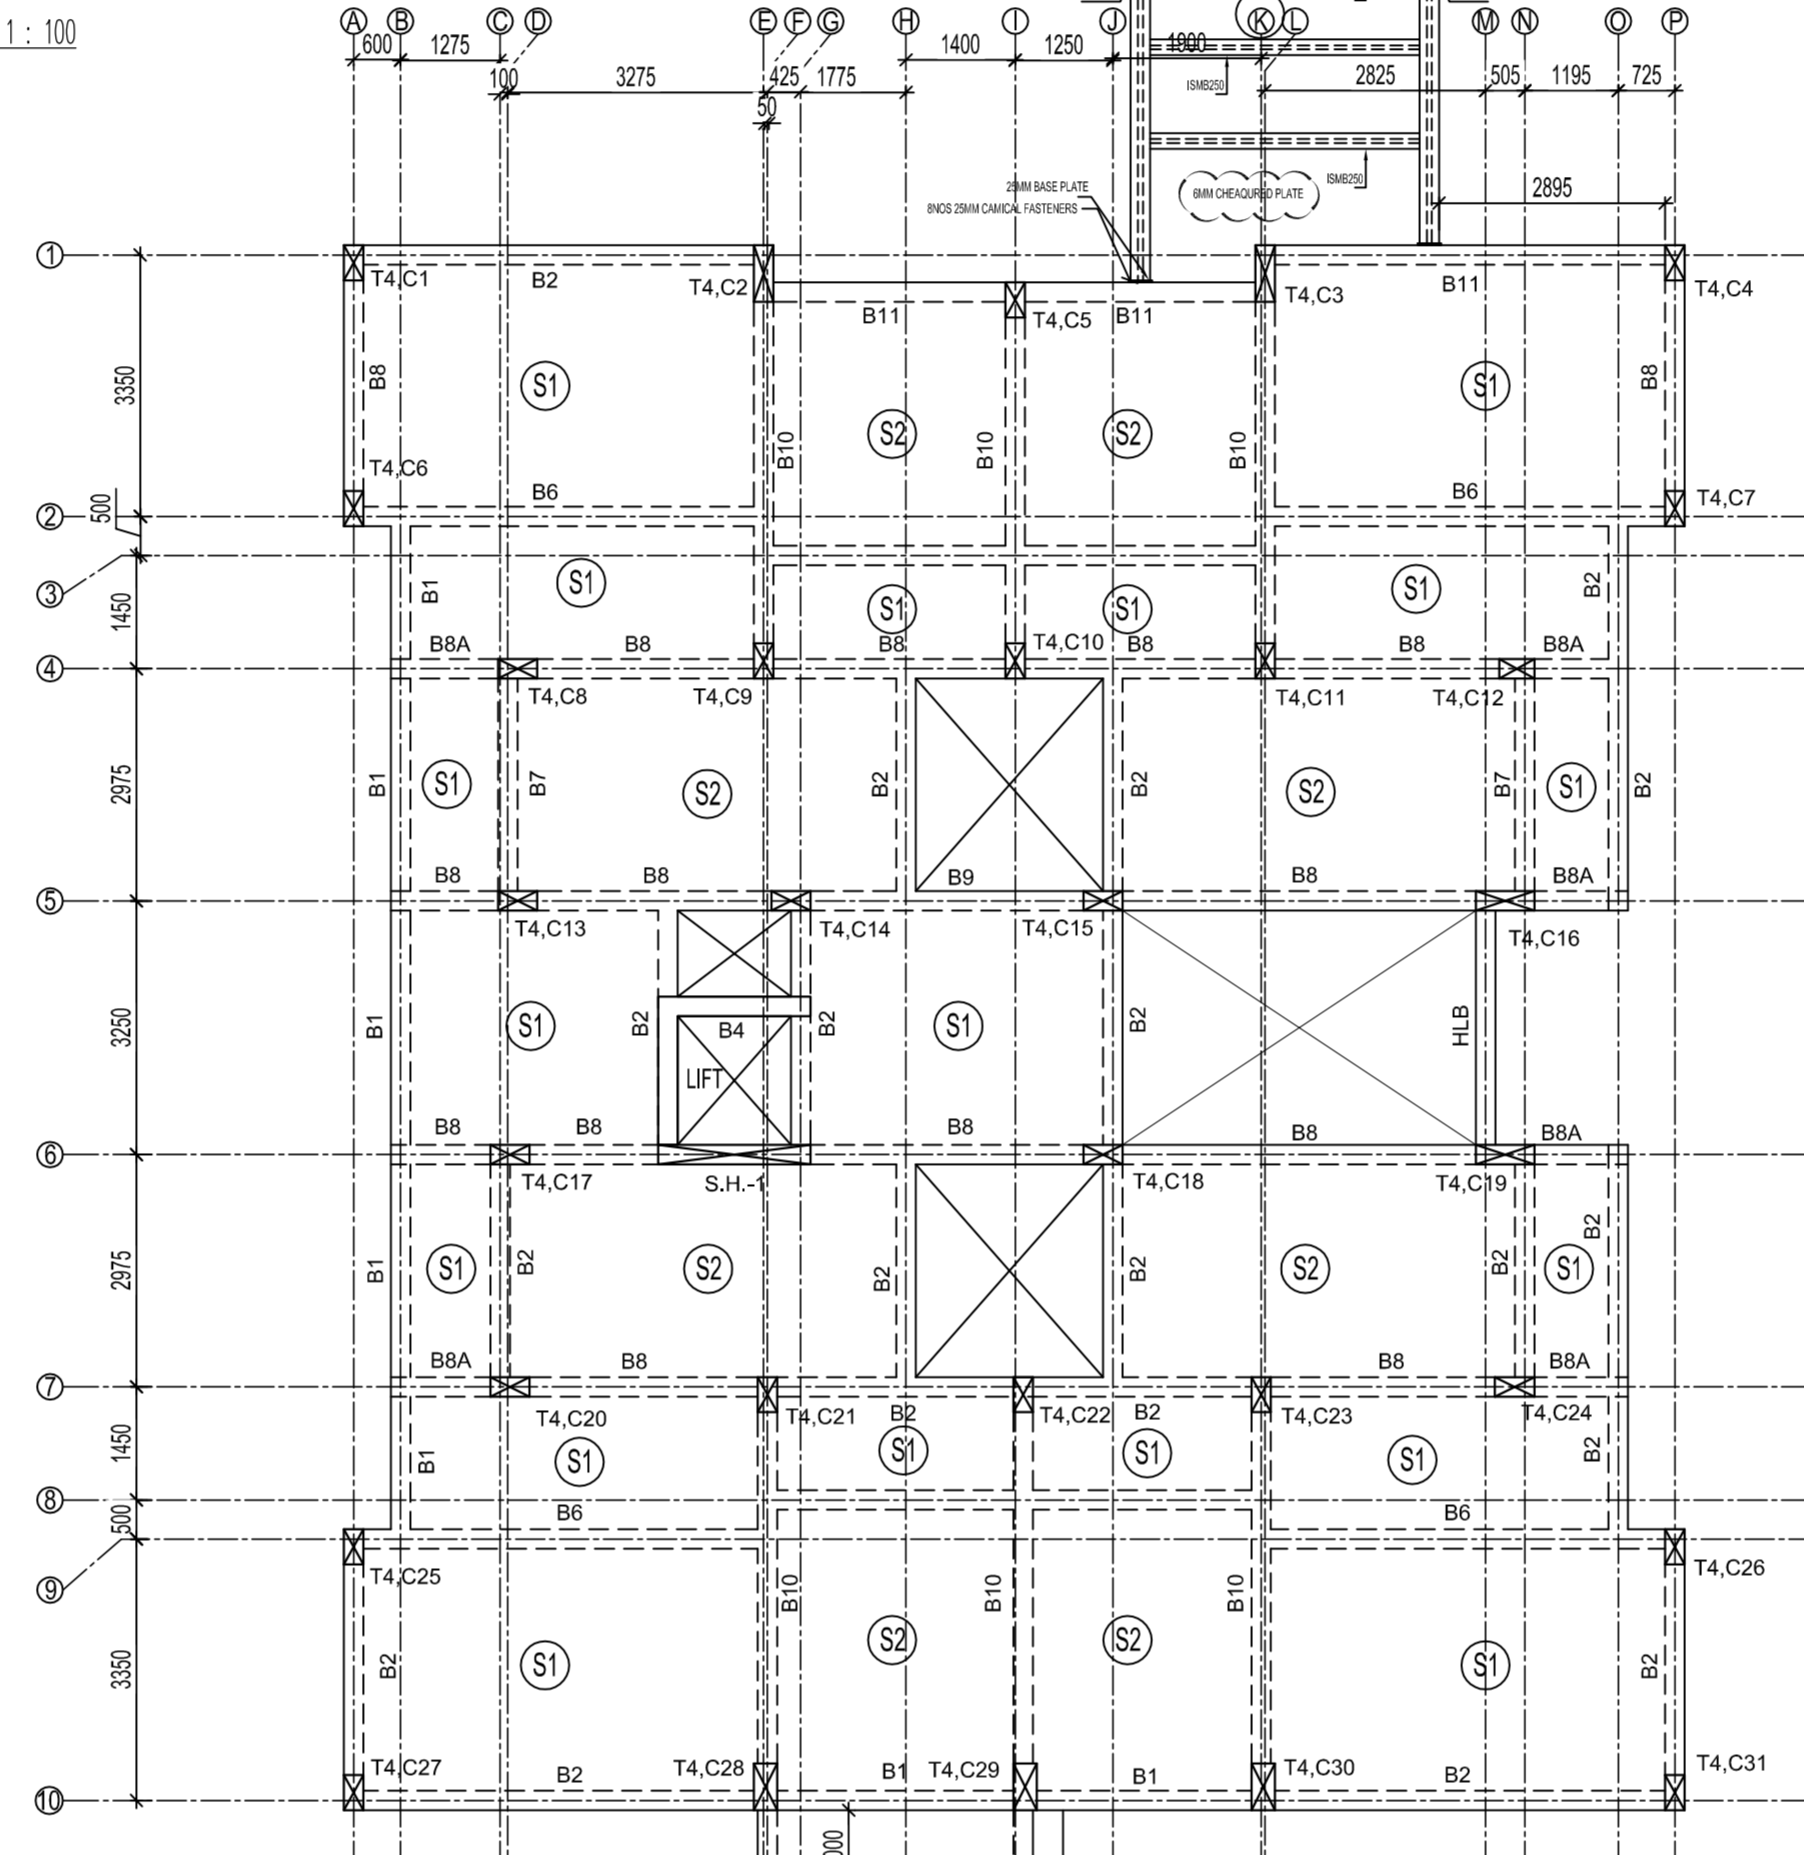 A B C D E F G H I J K L M N O P
1 : 100
600 1275 1400 1250 1900
100 3275 425 1775 2825 505 1195 725
50
ISMB250
ISMB250
25MM BASE PLATE
6MM CHEAQURED PLATE
2895
8NOS 25MM CAMICAL FASTENERS
1
T4,C1 B2 T4,C2 T4,C3 B11 T4,C4
B11 T4,C5 B11
3350 B8 S1 S1 B8
B10 S2 B10 S2 B10
T4,C6
B6 B6 T4,C7
2
500
3
1450 B1 S1 S1 S1 S1 B2
B8A B8 B8 T4,C10 B8 B8 B8A
4
T4,C8 T4,C9 T4,C11 T4,C12
2975 B1 S1 B7 S2 B2 B2 S2 B7 S1 B2
B8 B8 B9 B8 B8A
5
T4,C13 T4,C14 T4,C15 T4,C16
3250 B1 S1 B2 B4 B2 S1 B2 HLB
LIFT
B8 B8 B8 B8 B8A
6
T4,C17 S.H.-1 T4,C18 T4,C19
B2
2975 B1 S1 B2 S2 B2 B2 S2 B2 S1
B8A B8 B8 B8A
7
T4,C20 T4,C21 B2 T4,C22 B2 T4,C23 T4,C24
1450 B1 S1 S1 S1 S1 B2
8
500 B6 B6
9
T4,C25 T4,C26
B10 B10 B10
S2 S2
3350 B2 S1 S1 B2
T4,C27 B2 T4,C28 B1 T4,C29 B1 T4,C30 B2 T4,C31
10